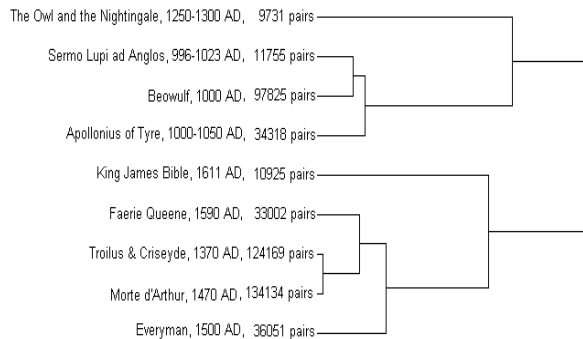 The Owl and the Nightingale, 1250-1300 AD, 9731 pairs
Sermo Lupi ad Anglos, 996-1023 AD, 11755 pairs
Beowulf, 1000 AD, 97825 pairs
Apollonius of Tyre, 1000-1050 AD, 34318 pairs
King James Bible, 1611 AD, 10925 pairs
Faerie Queene, 1590 AD, 33002 pairs
Troilus & Criseyde, 1370 AD, 124169 pairs
Morte d'Arthur, 1470 AD, 134134 pairs
Everyman, 1500 AD, 36051 pairs